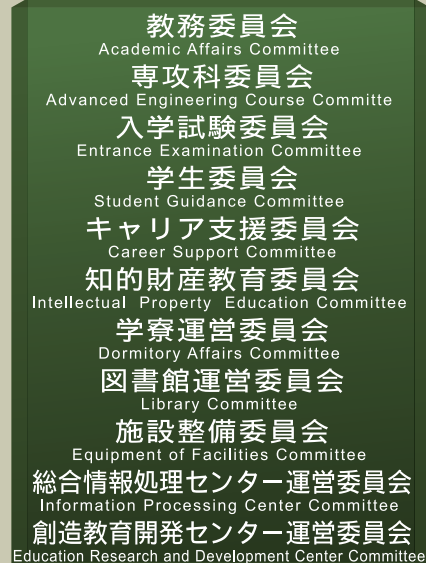 教務委員会
Academic Affairs Committee
専攻科委員会
Advanced Engineering Course Committe
入学試験委員会
Entrance Examination Committee
学生委員会
Student Guidance Committee
キャリア支援委員会
Career Support Committee
知的財産教育委員会
Intellectual Property Education Committee
学寮運営委員会
Dormitory Affairs Committee
図書館運営委員会
Library Committee
施設整備委員会
Equipment of Facilities Committee
総合情報処理センター運営委員会
Information Processing Center Committee
創造教育開発センター運営委員会
Education Research and Development Center Committee